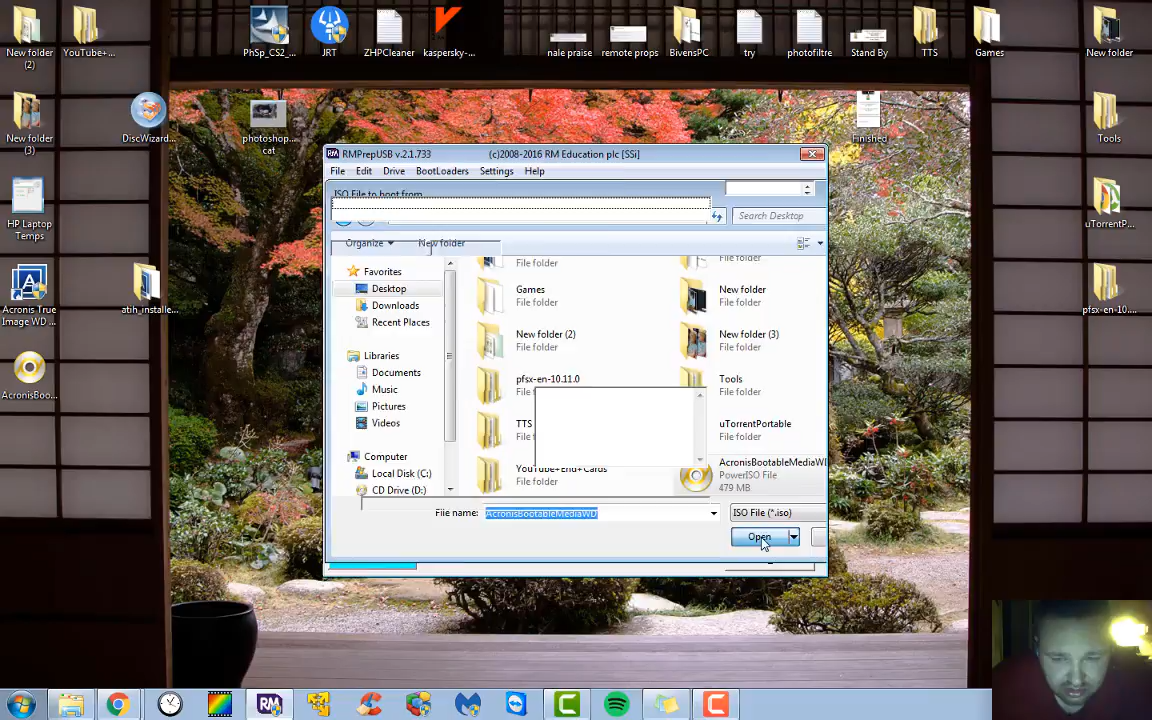 New folder
(2)
YouTube+...
PhSp_CS2_...
JRT
ZHPCleaner
kaspersky-...
nale praise
remote props
BivensPC
try
photofiltre
Stand By
TTS
Games
New folder
New folder
(3)
DiscWizard...
photoshop...
cat
Finished
Tools
HP Laptop
Temps
uTorrentP...
Acronis True
Image WD ...
atih_installe...
pfsx-en-10....
AcronisBoo...
RMPrepUSB v.2.1.733
(c)2008-2016 RM Education plc [SSi]
File
Edit
Drive
BootLoaders
Settings
Help
ISO File to boot from
Search Desktop
Organize
New folder
Favorites
Desktop
Downloads
Recent Places
Libraries
Documents
Music
Pictures
Videos
Computer
Local Disk (C:)
CD Drive (D:)
File folder
File folder
Games
File folder
New folder
File folder
New folder (2)
File folder
New folder (3)
File folder
pfsx-en-10.11.0
Tools
File folder
TTS
uTorrentPortable
File folder
YouTube+End+Cards
File folder
AcronisBootableMediaWD
PowerISO File
479 MB
File name:
AcronisBootableMediaWD
ISO File (*.iso)
Open